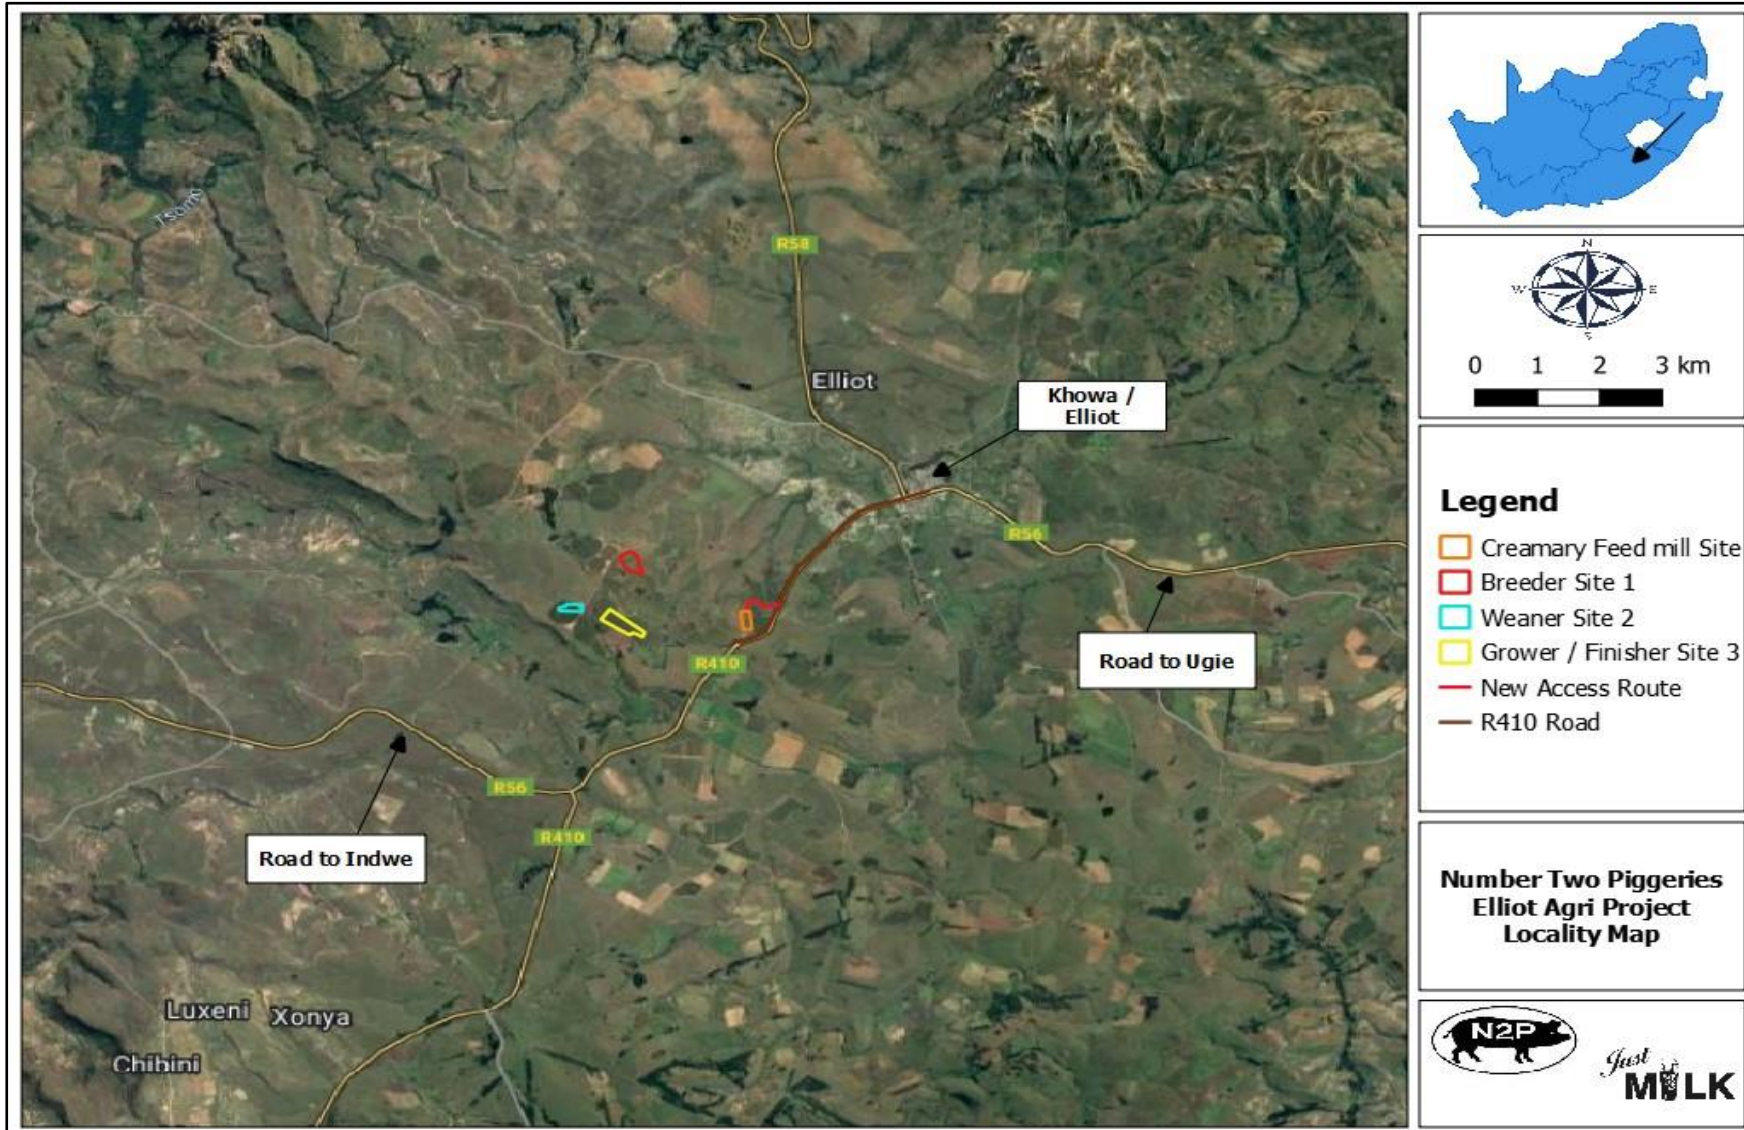 Tsomo
R58
Elliot
Khowa /
Elliot
R56
Road to Ugie
R410
R56
R410
Road to Indwe
Luxeni
Xonya
Chibini
N
W
E
S
0 1 2 3 km
Legend
Creamary Feed mill Site
Breeder Site 1
Weaner Site 2
Grower / Finisher Site 3
New Access Route
R410 Road
Number Two Piggeries
Elliot Agri Project
Locality Map
N2P
Just
MILK